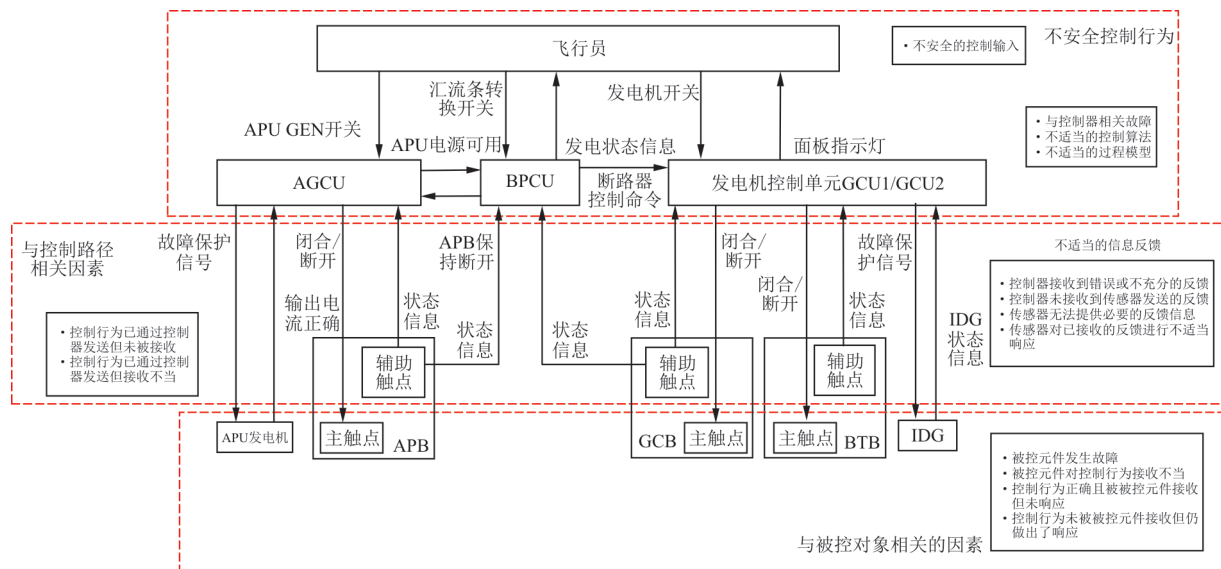 飞行员
• 不安全的控制输入
不安全控制行为
APU GEN开关
汇流条转
换开关
发电机开关
面板指示灯
• 与控制器相关故障
• 不适当的控制算法
• 不适当的过程模型
APU电源可用
发电状态信息
AGCU
BPCU
断路器
控制命令
发电机控制单元GCU1/GCU2
与控制路径
相关因素
故障保护
信号
闭合/
断开
输出电
流正确
状态
信息
APB保
持断开
状态
信息
状态
信息
状态
信息
闭合/
断开
闭合/
断开
状态
信息
故障保
护信号
IDG
状态
信息
不适当的信息反馈
• 控制器接收到错误或不充分的反馈
• 控制器未接收到传感器发送的反馈
• 传感器无法提供必要的反馈信息
• 传感器对已接收的反馈进行不适当
响应
• 控制行为已通过控制
器发送但未被接收
• 控制行为已通过控制
器发送但接收不当
辅助
触点
辅助
触点
辅助
触点
APU发电机
主触点
APB
GCB
主触点
主触点
BTB
IDG
• 被控元件发生故障
• 被控元件对控制行为接收不当
• 控制行为正确且被被控元件接收
但未响应
• 控制行为未被被控元件接收但仍
做出了响应
与被控对象相关的因素